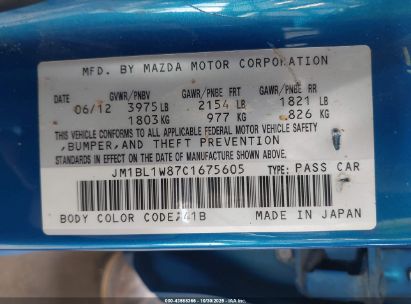 MFD. BY MAZDA MOTOR CORPORATION
DATE GVWR/PNBV GAWR/PNBE FRT GAWR/PNBE RR
06/12 3975 LB 2154 LB 1821 LB
1803 KG 977 KG 826 KG
THIS VEHICLE CONFORMS TO ALL APPLICABLE FEDERAL MOTOR VEHICLE SAFETY
,BUMPER,AND THEFT PREVENTION
STANDARDS IN EFFECT ON THE DATE OF MANUFACTURE SHOWN ABOVE.
JM1BL1W87C1675605 TYPE: PASS CAR
BODY COLOR CODE: 41B MADE IN JAPAN